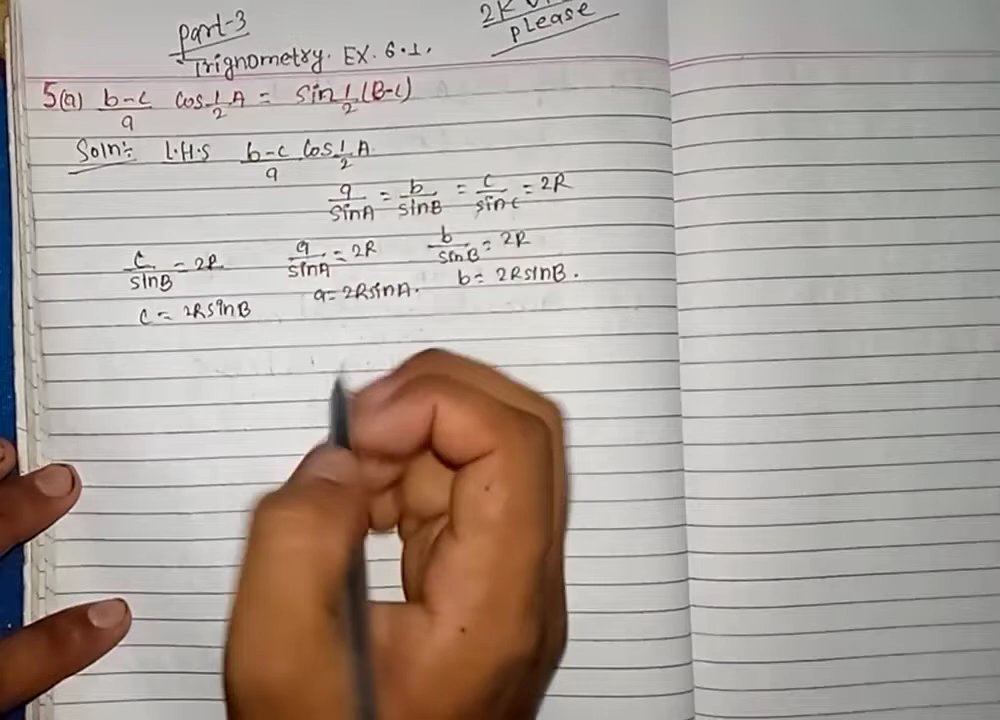 Part-3
2K
please
Trignometry. EX. 6.1.
5(a) b-c/a cos 1/2 A = sin 1/2 (B-C)
Soln: L.H.S b-c/a cos 1/2 A
a/sinA = b/sinB = c/sinc = 2R
c/sinB = 2R a/sinA = 2R b/sinB = 2R
c = 2RsinB a = 2RsinA. b = 2RsinB.